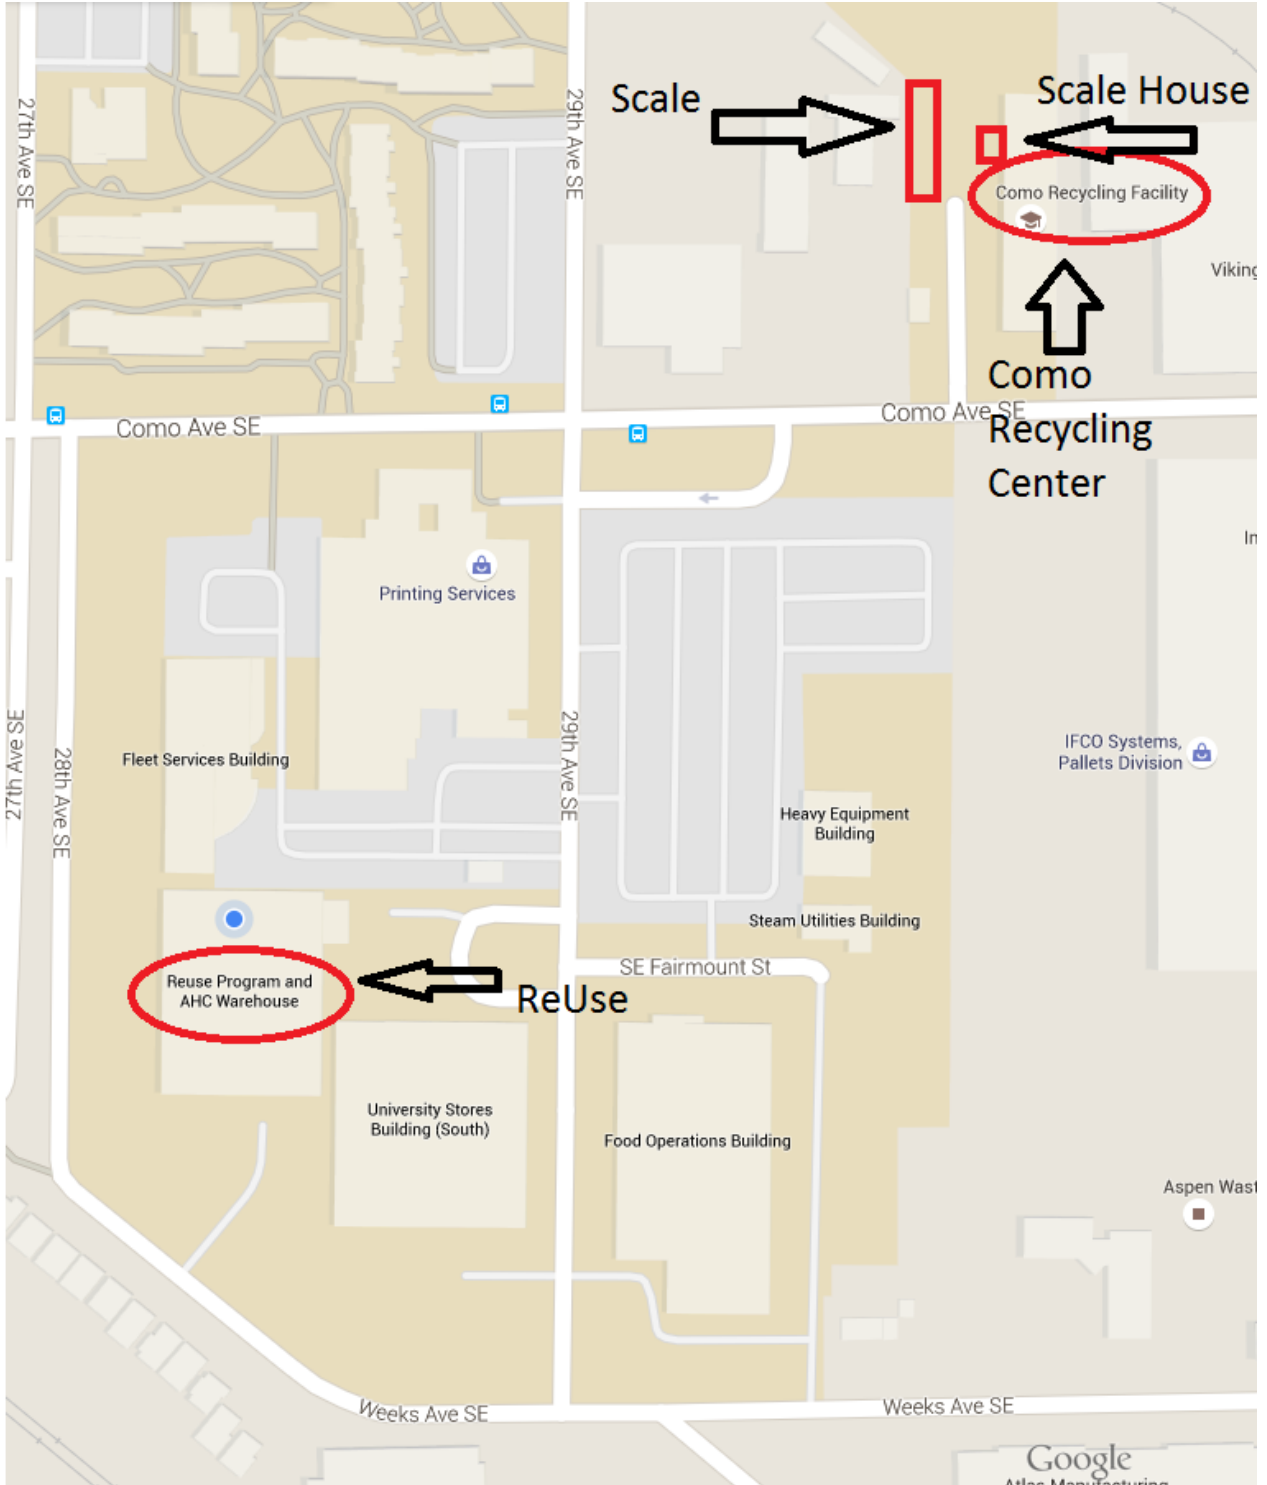 27th Ave SE
29th Ave SE
Scale
Scale House
Como Recycling Facility
Viking
Como
Recycling
Center
Como Ave SE
Como Ave SE
Printing Services
In
27th Ave SE
28th Ave SE
29th Ave SE
Fleet Services Building
IFCO Systems,
Pallets Division
Heavy Equipment
Building
Steam Utilities Building
SE Fairmount St
Reuse Program and
AHC Warehouse
ReUse
University Stores
Building (South)
Food Operations Building
Aspen Wast
Weeks Ave SE
Weeks Ave SE
Google
Atlas Manufacturing